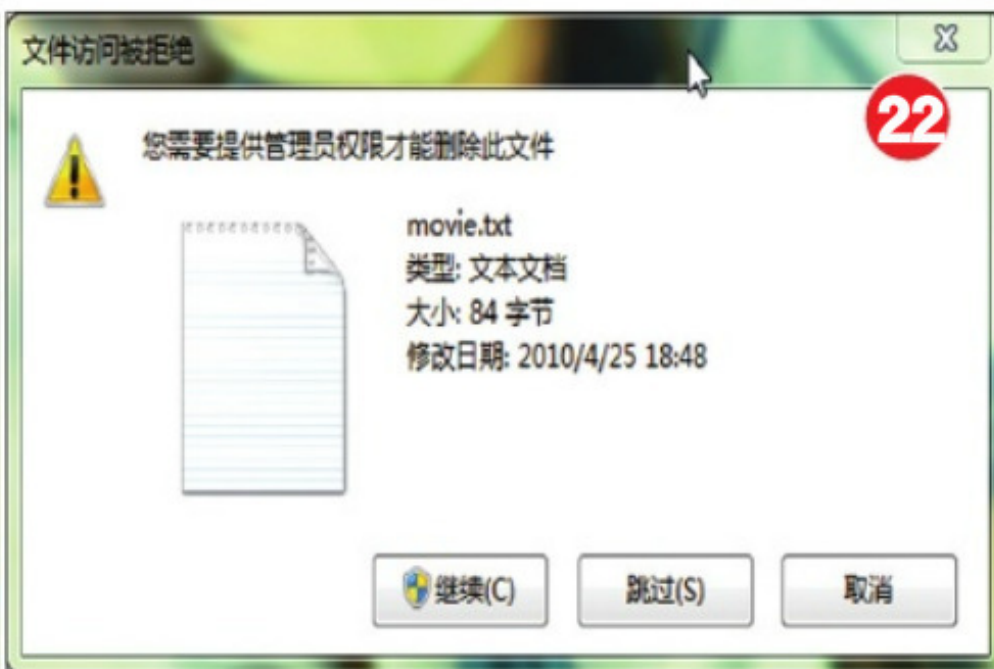 文件访问被拒绝
22
您需要提供管理员权限才能删除此文件
movie.txt
类型: 文本文档
大小: 84 字节
修改日期: 2010/4/25 18:48
继续(C)
跳过(S)
取消